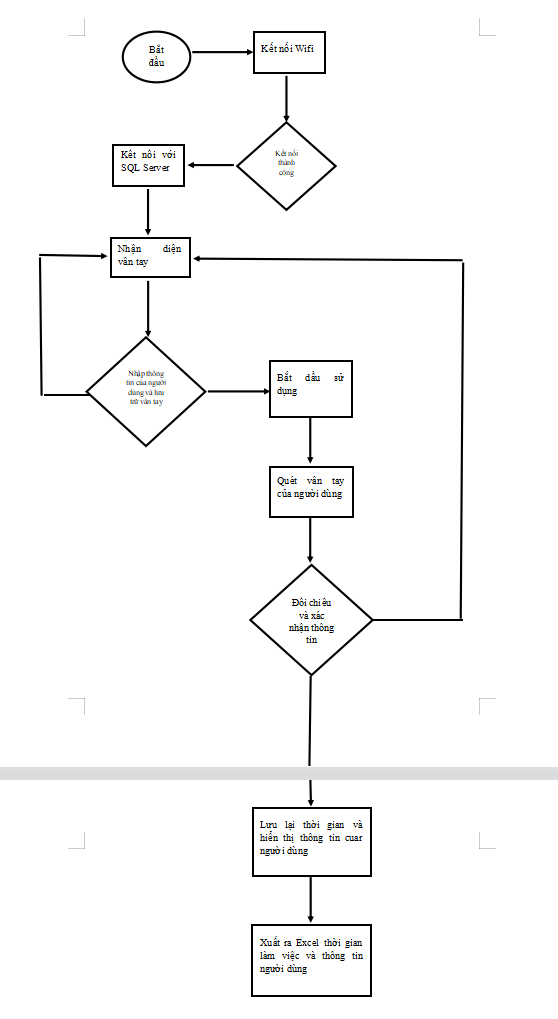 Bắt
đầu
Kết nối Wifi
Kết nối
thành
công
Kết nối với
SQL Server
Nhận diện
vân tay
Nhập thông
tin của người
dùng và lưu
trữ vân tay
Bắt đầu sử
dụng
Quét vân tay
của người dùng
Đối chiếu
và xác
nhận thông
tin
Lưu lại thời gian và
hiển thị thông tin cuar
người dùng
Xuất ra Excel thời gian
làm việc và thông tin
người dùng